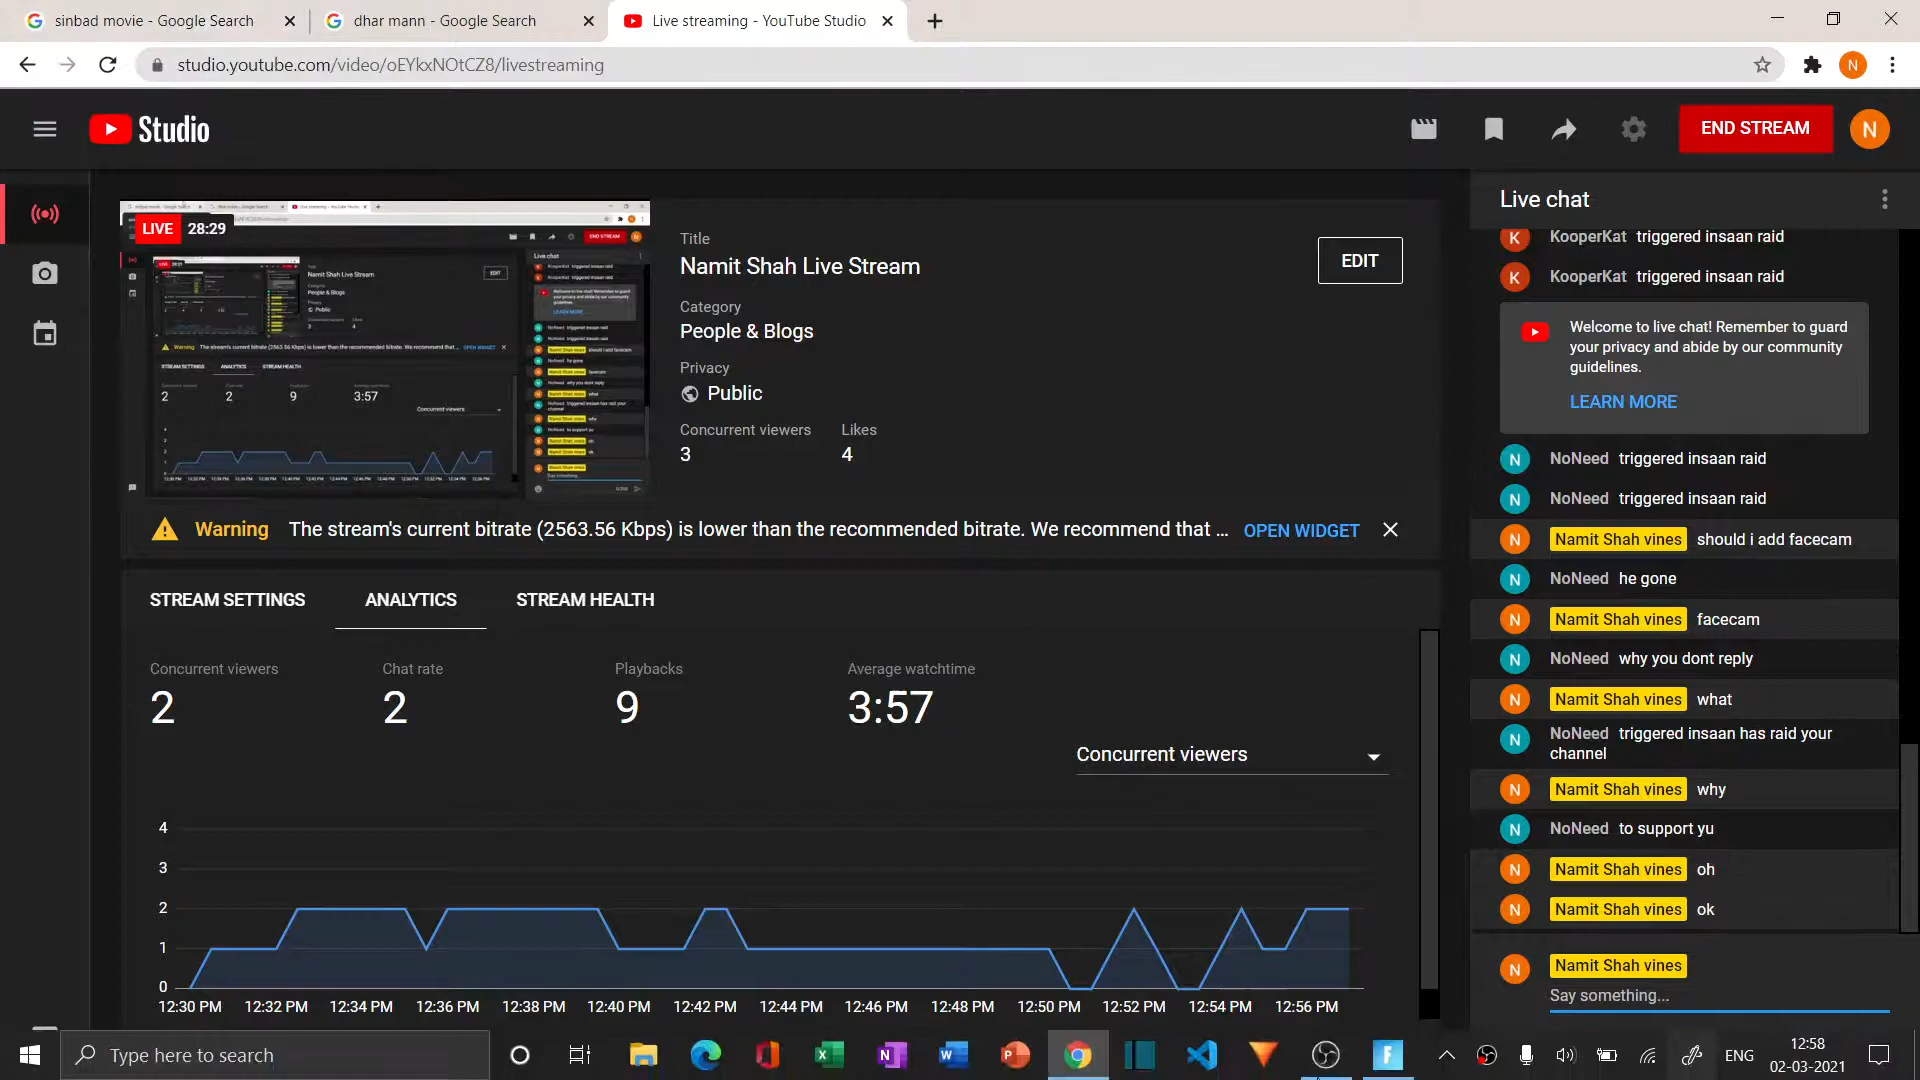 sinbad movie - Google Search
dhar mann - Google Search
Live streaming - YouTube Studio
studio.youtube.com/video/oEYkxNOtCZ8/livestreaming
N
Studio
END STREAM
N
LIVE 28:29
Namit Shah Live Stream
EDIT
People & Blogs
Public
Title
Namit Shah Live Stream
EDIT
Category
People & Blogs
Privacy
Public
Concurrent viewers
Likes
3
4
Warning
The stream's current bitrate (2563.56 Kbps) is lower than the recommended bitrate. We recommend that ...
OPEN WIDGET
STREAM SETTINGS
ANALYTICS
STREAM HEALTH
Concurrent viewers
Chat rate
Playbacks
Average watchtime
2
2
9
3:57
Concurrent viewers
4
3
2
1
0
12:30 PM 12:32 PM 12:34 PM 12:36 PM 12:38 PM 12:40 PM 12:42 PM 12:44 PM 12:46 PM 12:48 PM 12:50 PM 12:52 PM 12:54 PM 12:56 PM
Live chat
K KooperKat triggered insaan raid
K KooperKat triggered insaan raid
Welcome to live chat! Remember to guard
your privacy and abide by our community
guidelines.
LEARN MORE
N NoNeed triggered insaan raid
N NoNeed triggered insaan raid
N Namit Shah vines should i add facecam
N NoNeed he gone
N Namit Shah vines facecam
N NoNeed why you dont reply
N Namit Shah vines what
N NoNeed triggered insaan has raid your
channel
N Namit Shah vines why
N NoNeed to support yu
N Namit Shah vines oh
N Namit Shah vines ok
N Namit Shah vines
Say something...
Type here to search
ENG
12:58
02-03-2021